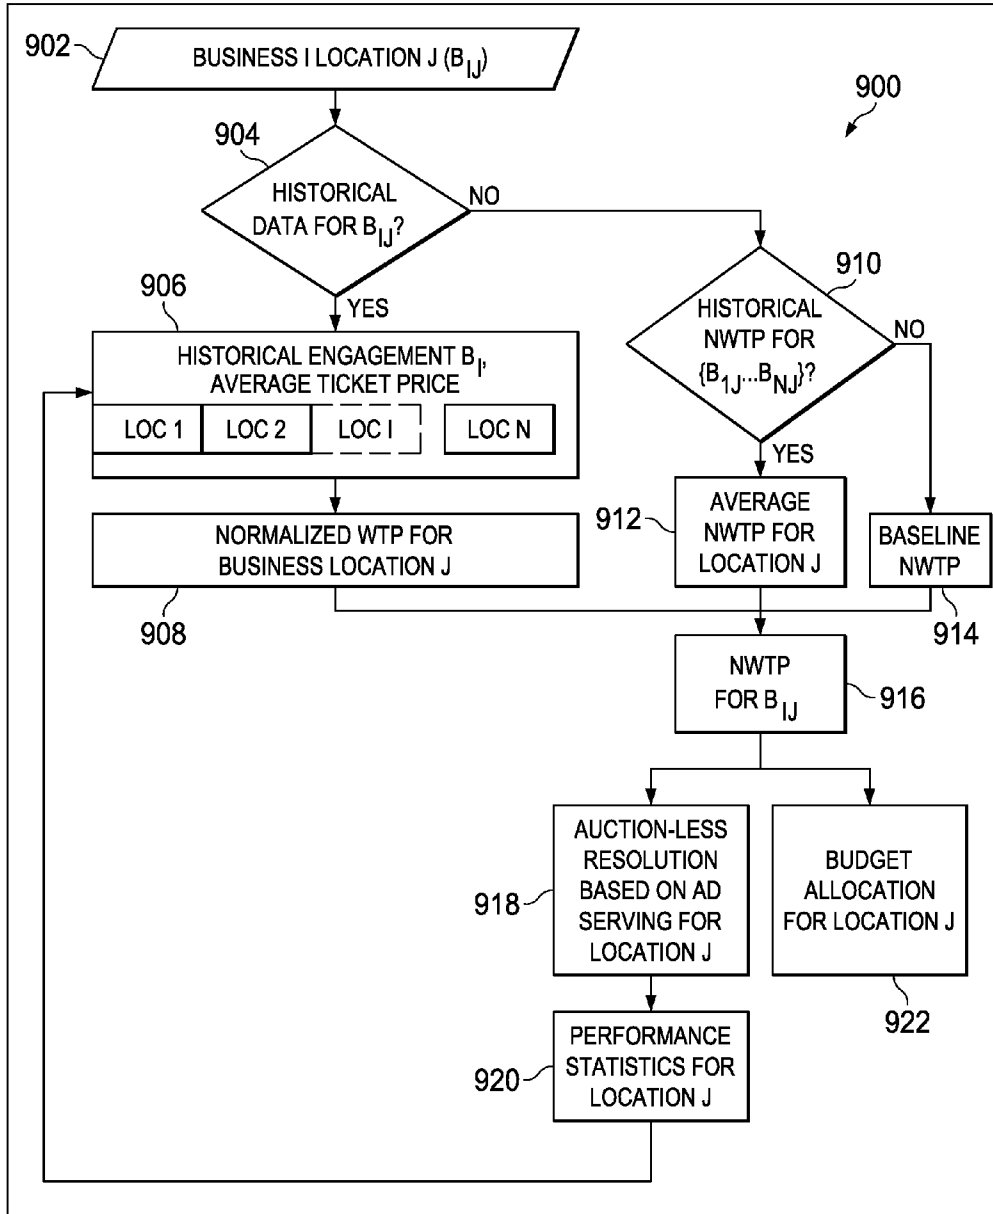 902
BUSINESS I LOCATION J (B_IJ)
900
904
HISTORICAL
DATA FOR B_IJ?
NO
YES
906
HISTORICAL ENGAGEMENT B_I,
AVERAGE TICKET PRICE
LOC 1
LOC 2
LOC I
LOC N
910
HISTORICAL
NWTP FOR
{B_1J...B_NJ}?
NO
YES
NORMALIZED WTP FOR
BUSINESS LOCATION J
908
912
AVERAGE
NWTP FOR
LOCATION J
BASELINE
NWTP
914
NWTP
FOR B_IJ
916
AUCTION-LESS
RESOLUTION
BASED ON AD
SERVING FOR
LOCATION J
918
BUDGET
ALLOCATION
FOR LOCATION J
922
PERFORMANCE
STATISTICS FOR
LOCATION J
920